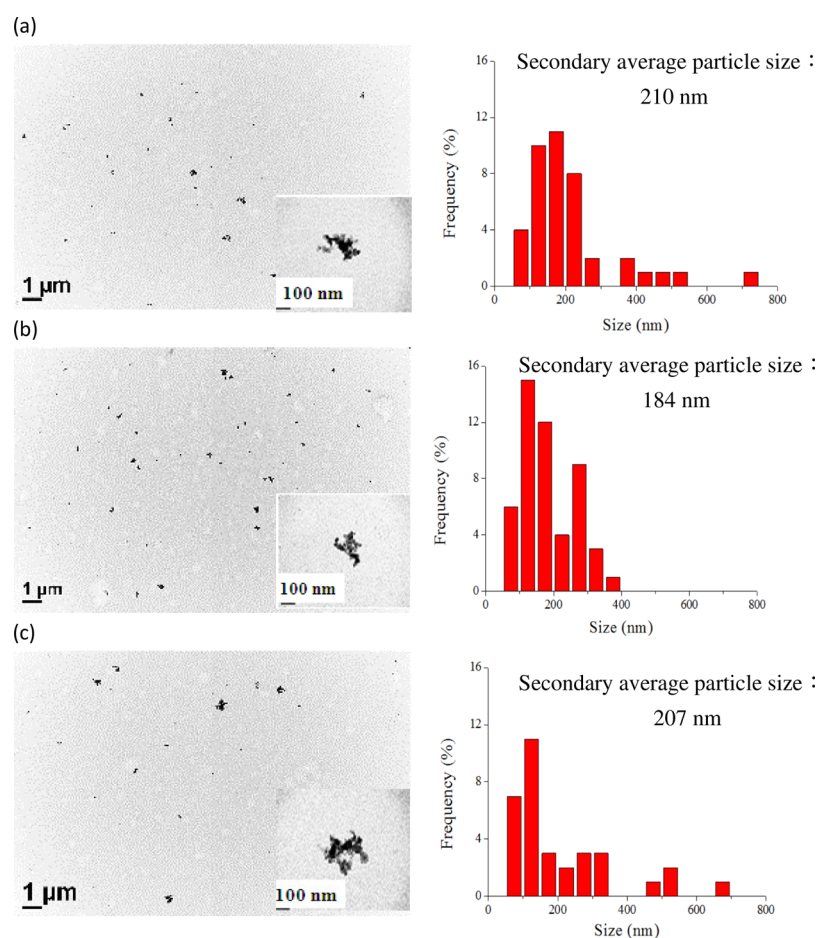 (a)
1 μm
100 nm
Secondary average particle size：
210 nm
16
12
8
4
0
Frequency (%)
0 200 400 600 800
Size (nm)
(b)
1 μm
100 nm
Secondary average particle size：
184 nm
16
12
8
4
0
Frequency (%)
0 200 400 600 800
Size (nm)
(c)
1 μm
100 nm
Secondary average particle size：
207 nm
16
12
8
4
0
Frequency (%)
0 200 400 600 800
Size (nm)